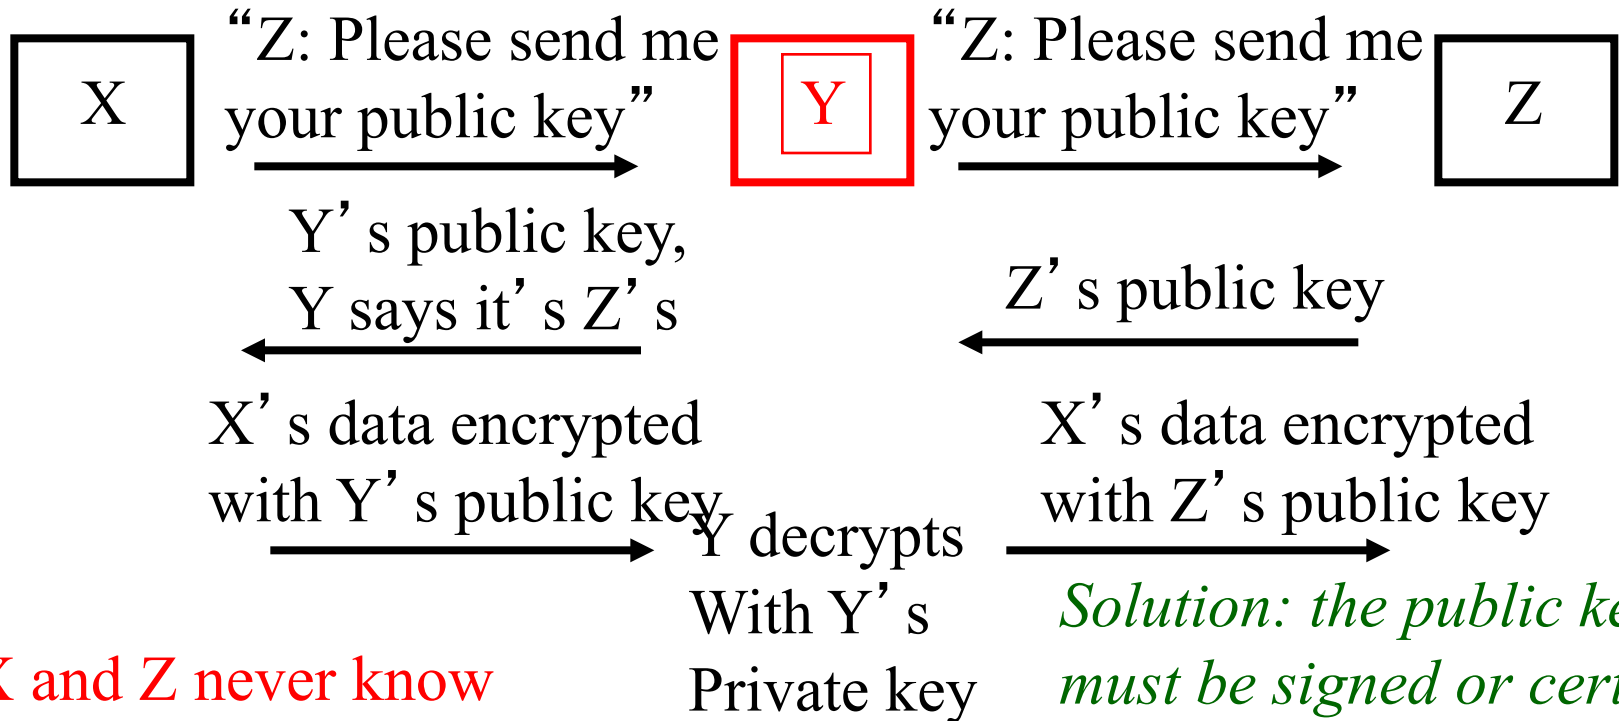 X
“Z: Please send me
your public key”
Y
“Z: Please send me
your public key”
Z
Y’s public key,
Y says it’s Z’s
Z’s public key
X’s data encrypted
with Y’s public key
X’s data encrypted
with Z’s public key
Y decrypts
With Y’s
Private key
X and Z never know
Solution: the public
must be signed or